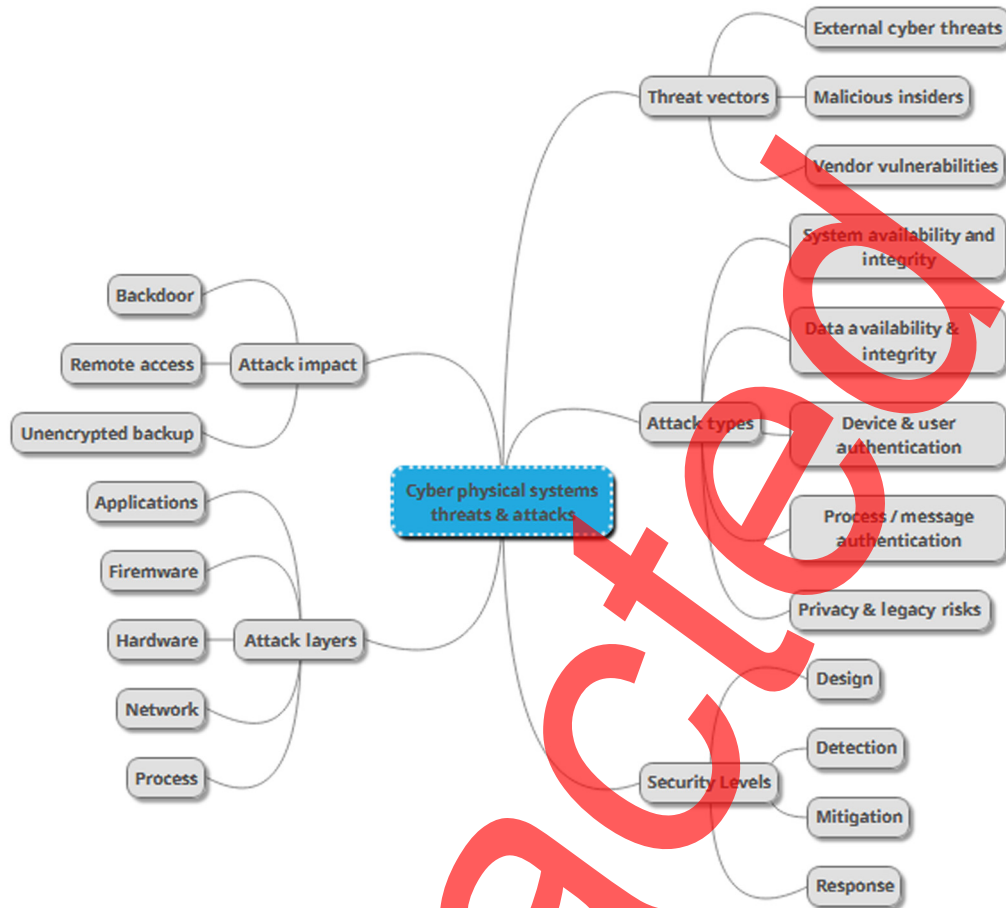 External cyber threats
Threat vectors
Malicious insiders
Vendor vulnerabilities
System availability and
integrity
Data availability &
integrity
Attack types
Device & user
authentication
Process / message
authentication
Privacy & legacy risks
Backdoor
Remote access
Attack impact
Unencrypted backup
Cyber physical systems
threats & attacks
Applications
Firemware
Hardware
Attack layers
Network
Process
Design
Detection
Security Levels
Mitigation
Response
acted